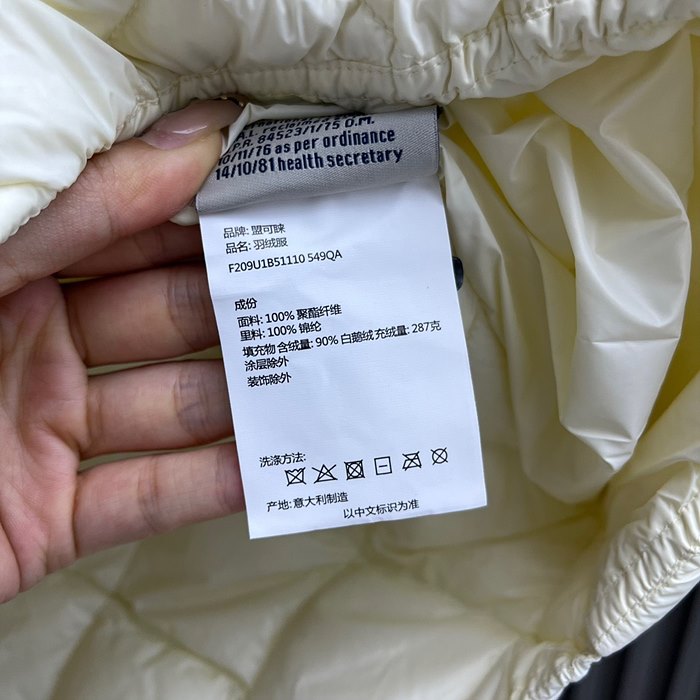 A.L. reclam
P.R. 84523/1/75 O.M.
10/11/76 as per ordinance
14/10/81 health secretary
品牌: 盟可睐
品名: 羽绒服
F209U1B51110 549QA
成份
面料: 100% 聚酯纤维
里料: 100% 锦纶
填充物 含绒量: 90% 白鹅绒 充绒量: 287克
涂层除外
装饰除外
洗涤方法:
产地: 意大利制造
以中文标识为准